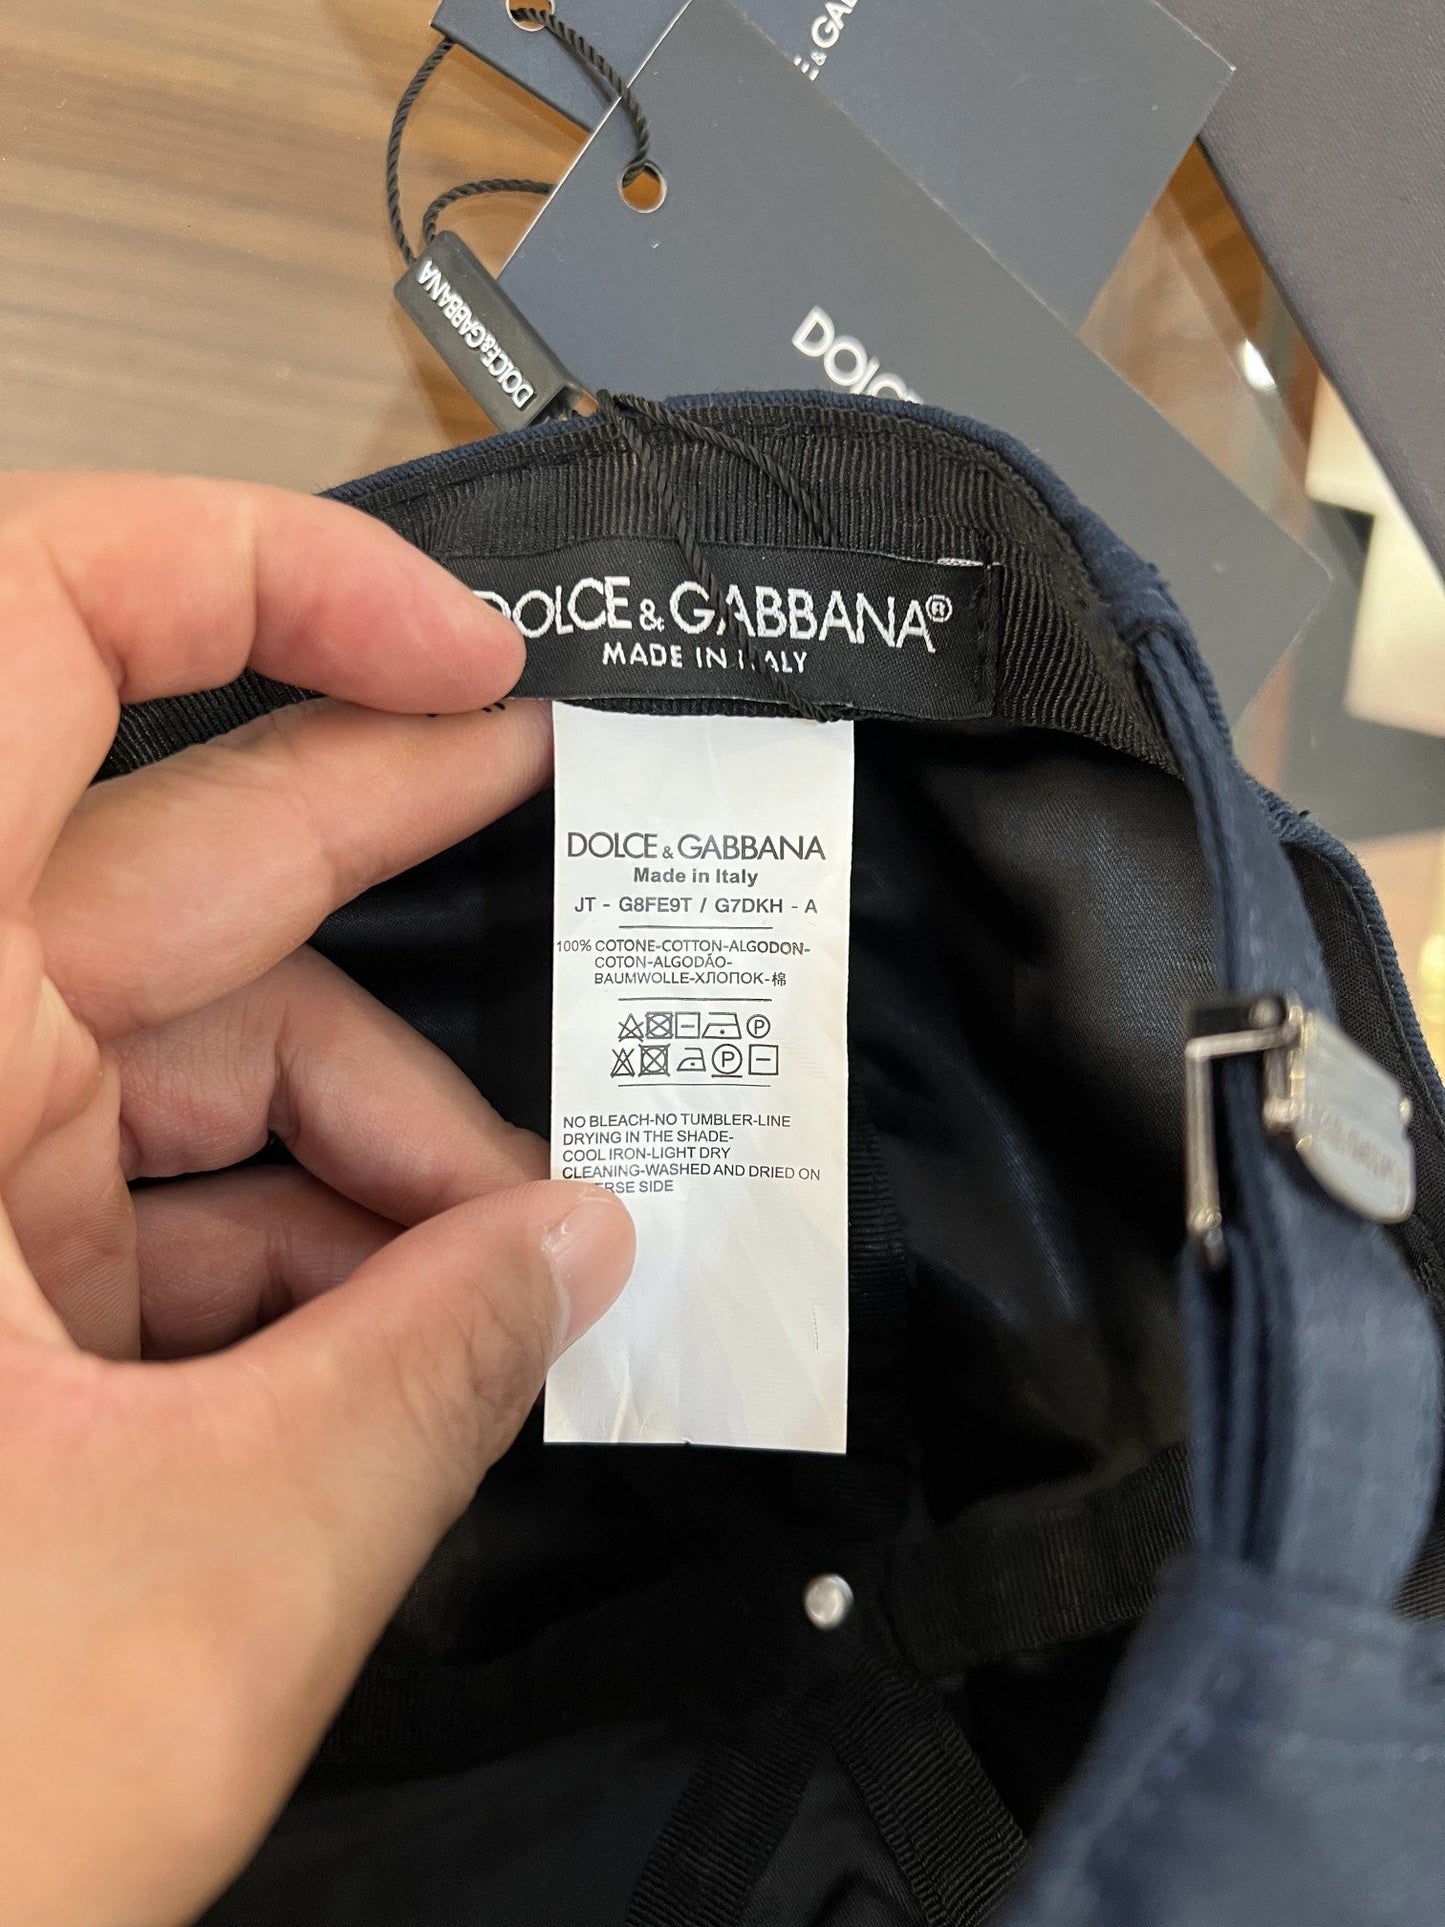 DOLCE&GABBANA
DOLCE&GABBANA®
MADE IN ITALY
DOLCE&GABBANA
Made in Italy
JT - G8FE9T / G7DKH - A
100% COTONE-COTTON-ALGODON-
COTON-ALGODÃO-
BAUMWOLLE-ХЛОПОК-棉
P
P
NO BLEACH-NO TUMBLER-LINE
DRYING IN THE SHADE-
COOL IRON-LIGHT DRY
CLEANING-WASHED AND DRIED ON
SIDE